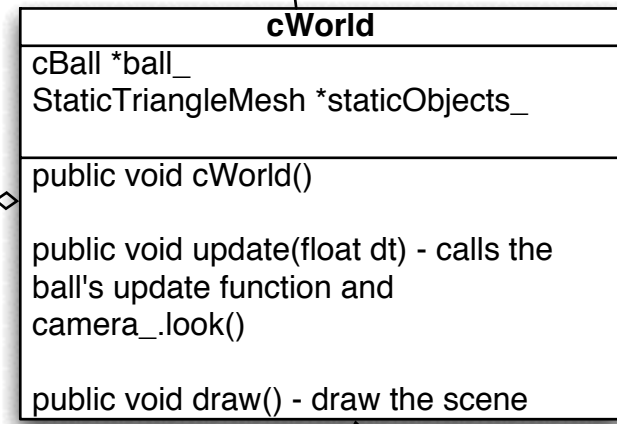 cWorld
cBall *ball_
StaticTriangleMesh *staticObjects_
public void cWorld()
public void update(float dt) - calls the
ball's update function and
camera_.look()
public void draw() - draw the scene